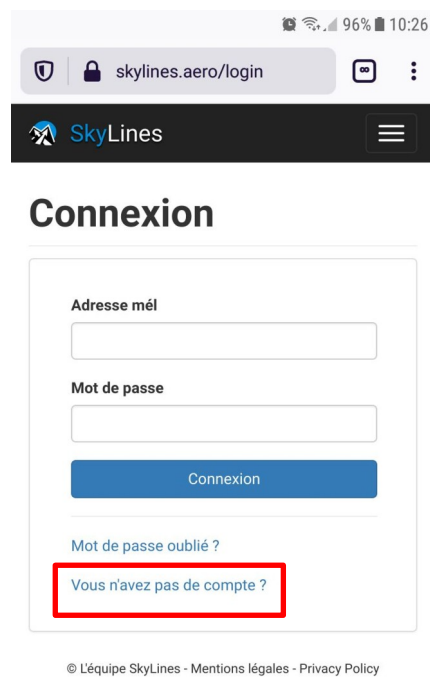 96% 10:26
skylines.aero/login
SkyLines
Connexion
Adresse mél
Mot de passe
Connexion
Mot de passe oublié ?
Vous n'avez pas de compte ?
© L'équipe SkyLines - Mentions légales - Privacy Policy